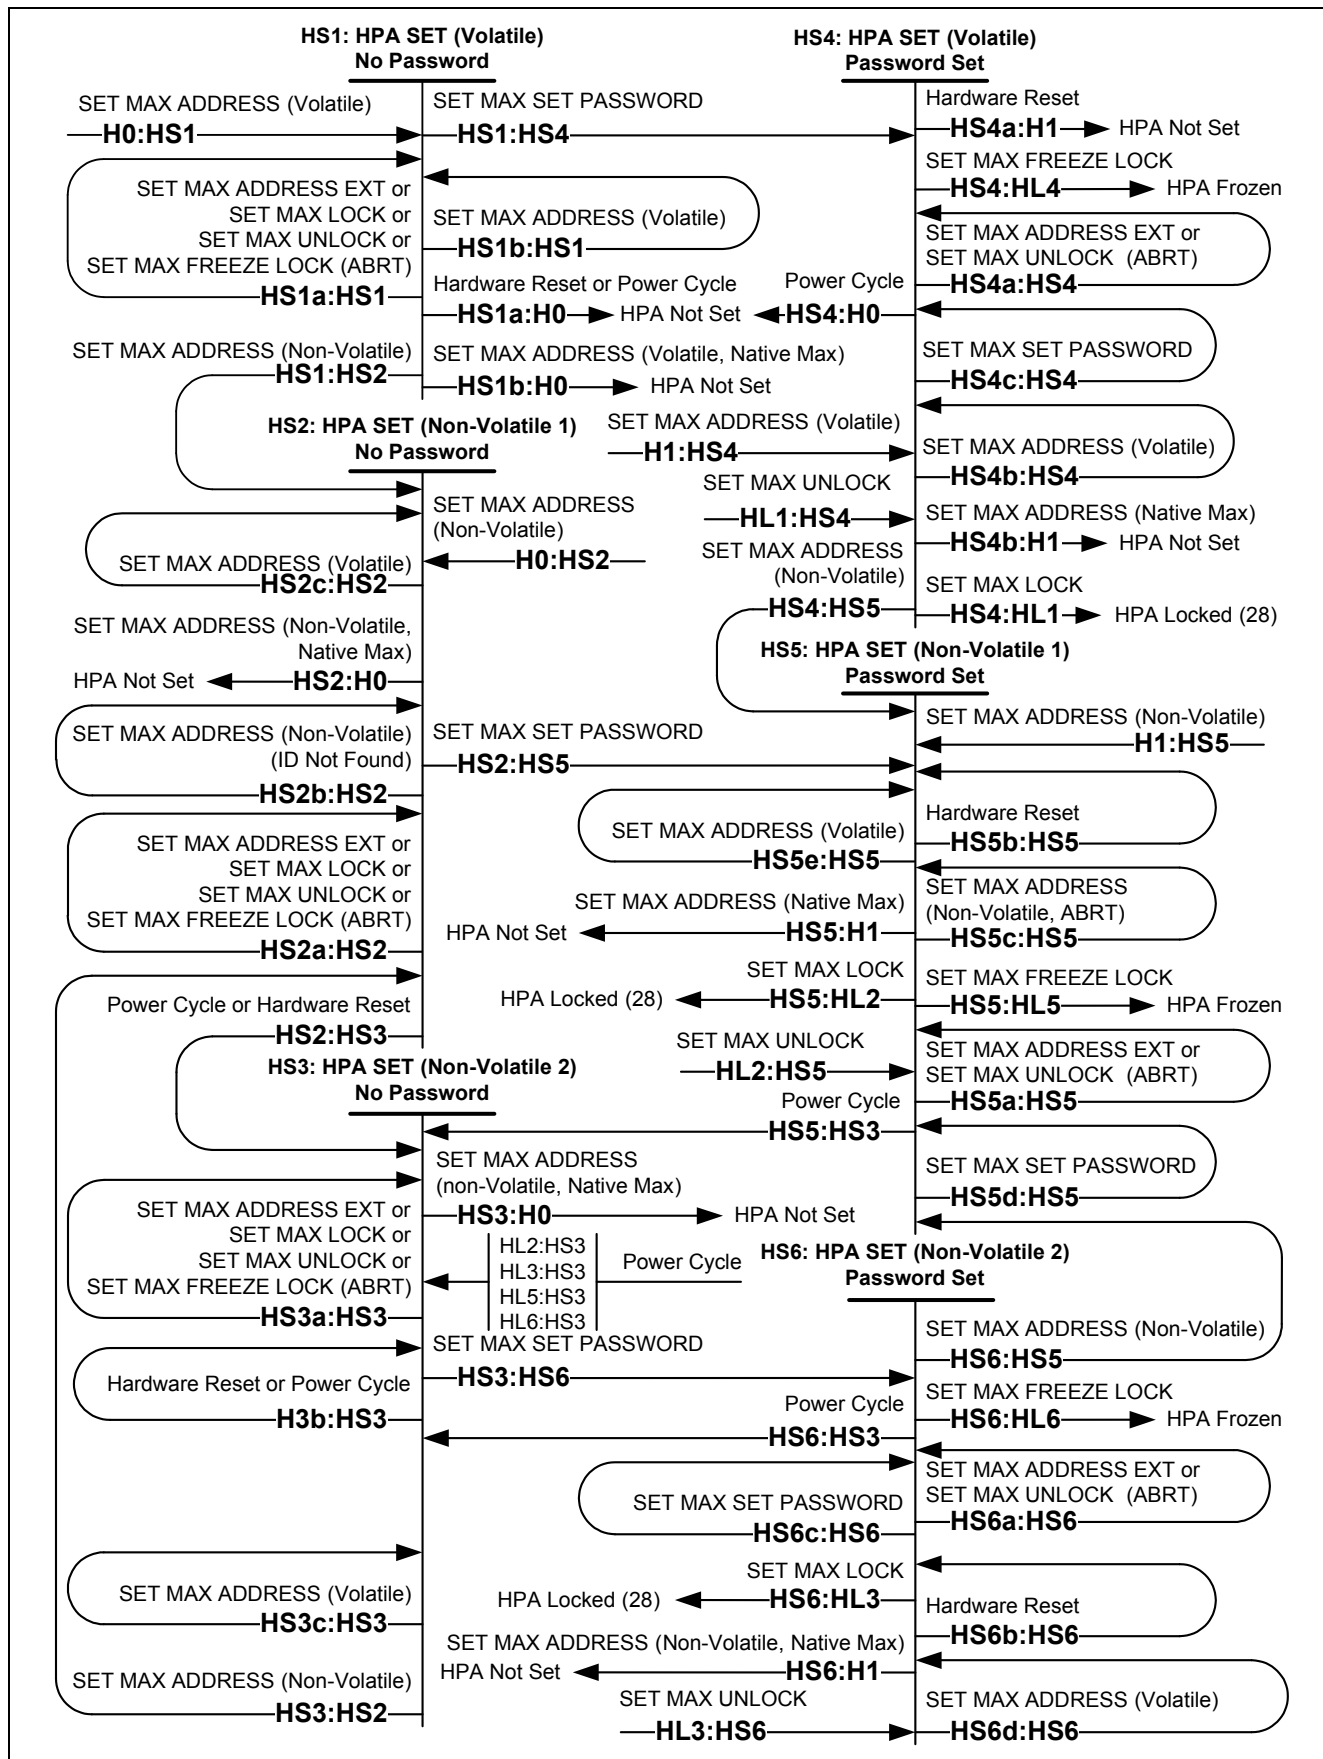 HS1: HPA SET (Volatile)
No Password
SET MAX ADDRESS (Volatile)
H0:HS1
SET MAX SET PASSWORD
HS1:HS4
SET MAX ADDRESS EXT or
SET MAX LOCK or
SET MAX UNLOCK or
SET MAX FREEZE LOCK (ABRT)
HS1a:HS1
SET MAX ADDRESS (Volatile)
HS1b:HS1
Hardware Reset or Power Cycle
HS1a:H0
HPA Not Set
SET MAX ADDRESS (Non-Volatile)
HS1:HS2
SET MAX ADDRESS (Volatile, Native Max)
HS1b:H0
HPA Not Set
HS2: HPA SET (Non-Volatile 1)
No Password
SET MAX ADDRESS
(Non-Volatile)
H0:HS2
SET MAX ADDRESS (Volatile)
HS2c:HS2
SET MAX ADDRESS (Non-Volatile,
Native Max)
HPA Not Set
HS2:H0
SET MAX ADDRESS (Non-Volatile)
(ID Not Found)
HS2b:HS2
SET MAX SET PASSWORD
HS2:HS5
SET MAX ADDRESS EXT or
SET MAX LOCK or
SET MAX UNLOCK or
SET MAX FREEZE LOCK (ABRT)
HS2a:HS2
Power Cycle or Hardware Reset
HS2:HS3
HS3: HPA SET (Non-Volatile 2)
No Password
SET MAX ADDRESS
(non-Volatile, Native Max)
HS3:H0
HPA Not Set
SET MAX ADDRESS EXT or
SET MAX LOCK or
SET MAX UNLOCK or
SET MAX FREEZE LOCK (ABRT)
HS3a:HS3
HL2:HS3
HL3:HS3
HL5:HS3
HL6:HS3
Power Cycle
SET MAX SET PASSWORD
HS3:HS6
Hardware Reset or Power Cycle
H3b:HS3
SET MAX ADDRESS (Volatile)
HS3c:HS3
SET MAX ADDRESS (Non-Volatile)
HS3:HS2
HS4: HPA SET (Volatile)
Password Set
Hardware Reset
HS4a:H1
HPA Not Set
SET MAX FREEZE LOCK
HS4:HL4
HPA Frozen
SET MAX ADDRESS EXT or
SET MAX UNLOCK (ABRT)
HS4a:HS4
Power Cycle
HS4:H0
SET MAX SET PASSWORD
HS4c:HS4
SET MAX ADDRESS (Volatile)
H1:HS4
SET MAX ADDRESS (Volatile)
HS4b:HS4
SET MAX UNLOCK
HL1:HS4
SET MAX ADDRESS (Native Max)
HS4b:H1
HPA Not Set
SET MAX ADDRESS
(Non-Volatile)
HS4:HS5
SET MAX LOCK
HS4:HL1
HPA Locked (28)
HS5: HPA SET (Non-Volatile 1)
Password Set
SET MAX ADDRESS (Non-Volatile)
H1:HS5
Hardware Reset
HS5b:HS5
SET MAX ADDRESS (Volatile)
HS5e:HS5
SET MAX ADDRESS
(Non-Volatile, ABRT)
HS5c:HS5
SET MAX ADDRESS (Native Max)
HPA Not Set
HS5:H1
SET MAX LOCK
HPA Locked (28)
HS5:HL2
SET MAX FREEZE LOCK
HS5:HL5
HPA Frozen
SET MAX UNLOCK
HL2:HS5
SET MAX ADDRESS EXT or
SET MAX UNLOCK (ABRT)
HS5a:HS5
Power Cycle
HS5:HS3
SET MAX SET PASSWORD
HS5d:HS5
HS6: HPA SET (Non-Volatile 2)
Password Set
SET MAX ADDRESS (Non-Volatile)
HS6:HS5
SET MAX FREEZE LOCK
HS6:HL6
HPA Frozen
Power Cycle
HS6:HS3
SET MAX ADDRESS EXT or
SET MAX UNLOCK (ABRT)
HS6a:HS6
SET MAX SET PASSWORD
HS6c:HS6
SET MAX LOCK
HPA Locked (28)
HS6:HL3
Hardware Reset
HS6b:HS6
SET MAX ADDRESS (Non-Volatile, Native Max)
HPA Not Set
HS6:H1
SET MAX UNLOCK
HL3:HS6
SET MAX ADDRESS (Volatile)
HS6d:HS6